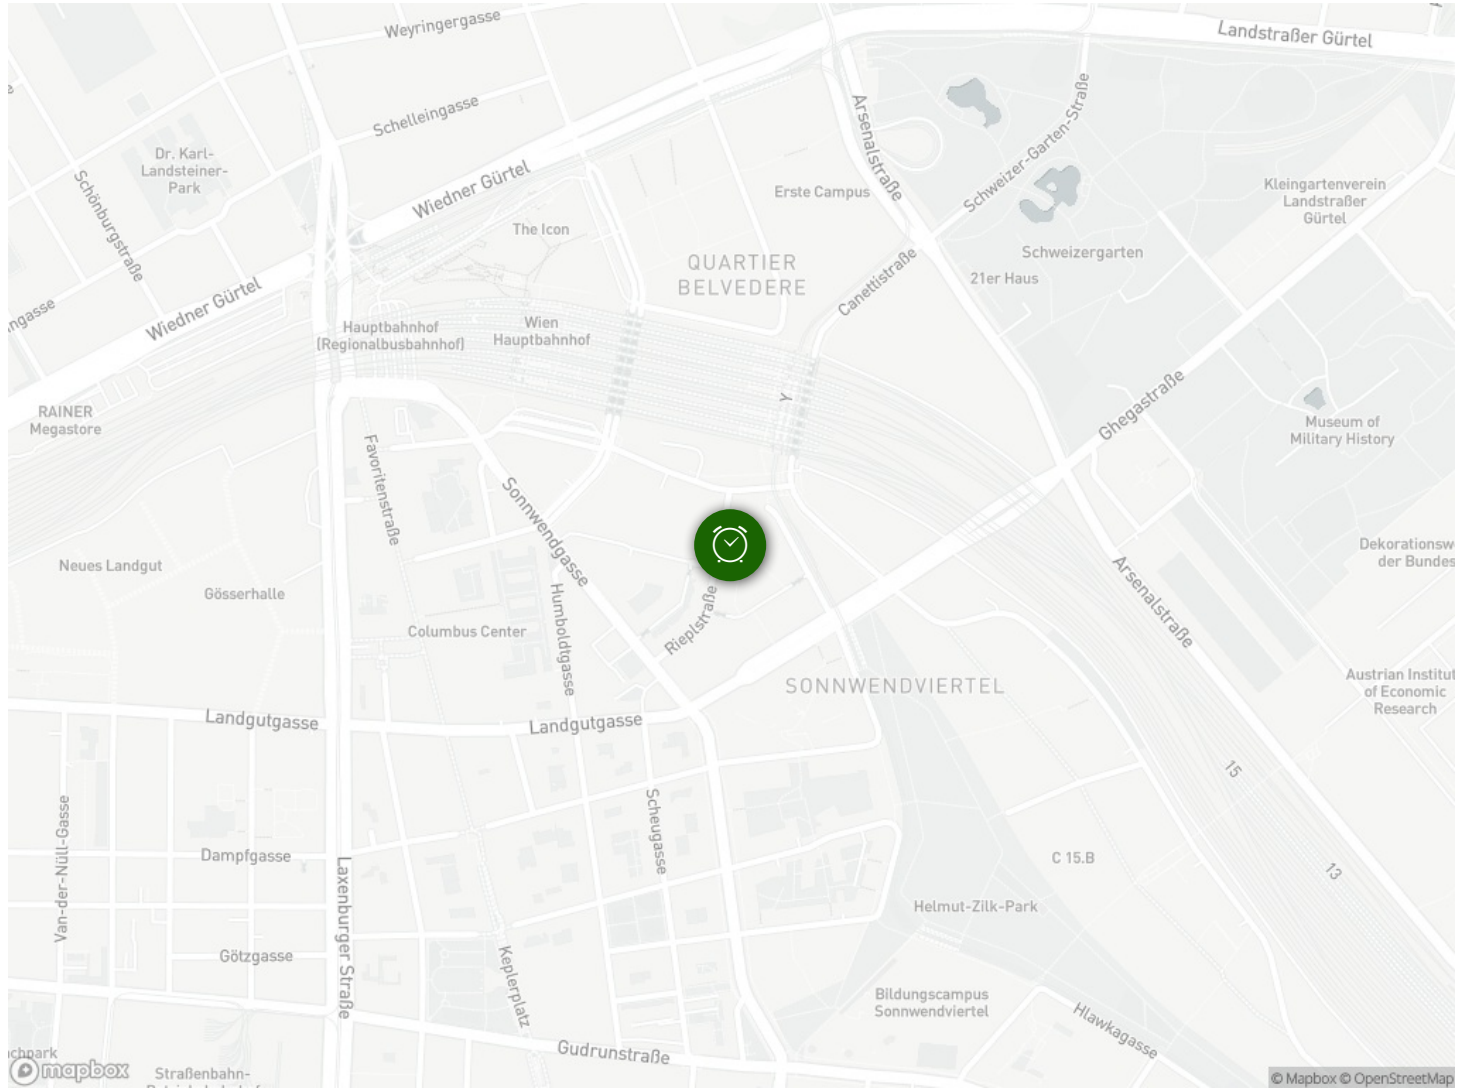 Weyringergasse
Landstraßer Gürtel
Schelleingasse
Arsenalstraße
Schweizer-Garten-Straße
Dr. Karl-
Landsteiner-
Park
Schönburgstraße
Wiedner Gürtel
Erste Campus
Kleingartenverein
Landstraßer
Gürtel
The Icon
QUARTIER
BELVEDERE
Canettistraße
Schweizergarten
21er Haus
ngasse
Wiedner Gürtel
Hauptbahnhof
(Regionalbusbahnhof)
Wien
Hauptbahnhof
RAINER
Megastore
Y
Ghegastraße
Museum of
Military History
Favoritenstraße
Sonnwendgasse
Neues Landgut
Gösserhalle
Dekorationsw
der Bundes
Arsenalstraße
Columbus Center
Humboldtgasse
Rieplstraße
SONNWENDVIERTEL
Austrian Institut
of Economic
Research
Landgutgasse
Landgutgasse
15
Van-der-Nüll-Gasse
Dampfgasse
Laxenburger Straße
Scheugasse
C 15.B
13
Helmut-Zilk-Park
Götzgasse
Keplerplatz
Bildungscampus
Sonnwendviertel
Hlawkagasse
Gudrunstraße
chpark
mapbox
Straßenbahn-
© Mapbox © OpenStreetMap